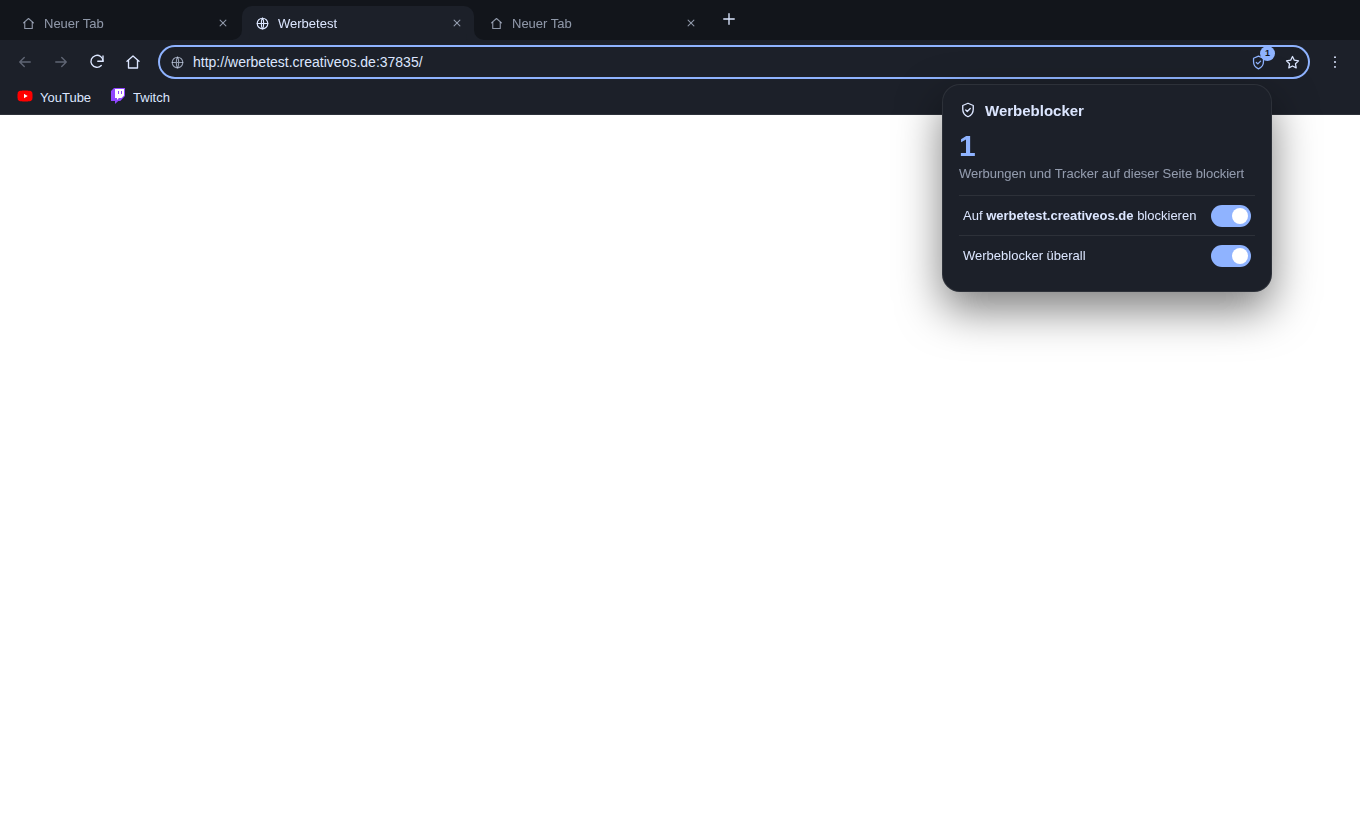 Neuer Tab
Werbetest
Neuer Tab
http://werbetest.creativeos.de:37835/
1
YouTube
Twitch
Werbeblocker
1
Werbungen und Tracker auf dieser Seite blockiert
Auf werbetest.creativeos.de blockieren
Werbeblocker überall